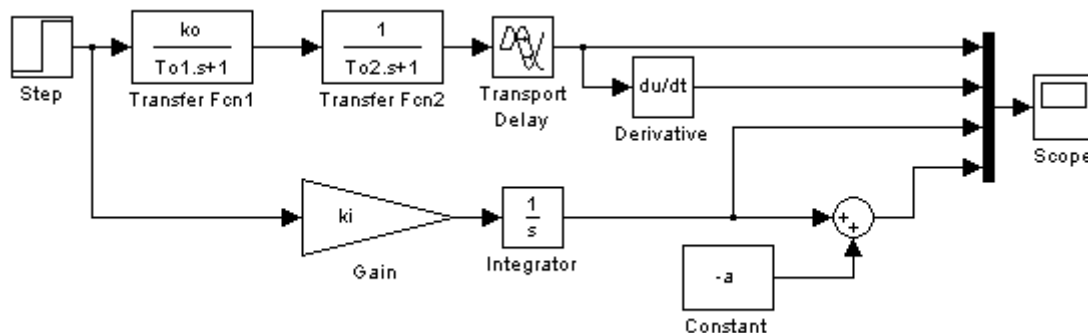 Step
ko
To1.s+1
Transfer Fcn1
1
To2.s+1
Transfer Fcn2
Transport
Delay
du/dt
Derivative
Scope
ki
Gain
1
s
Integrator
-a
Constant
+
+